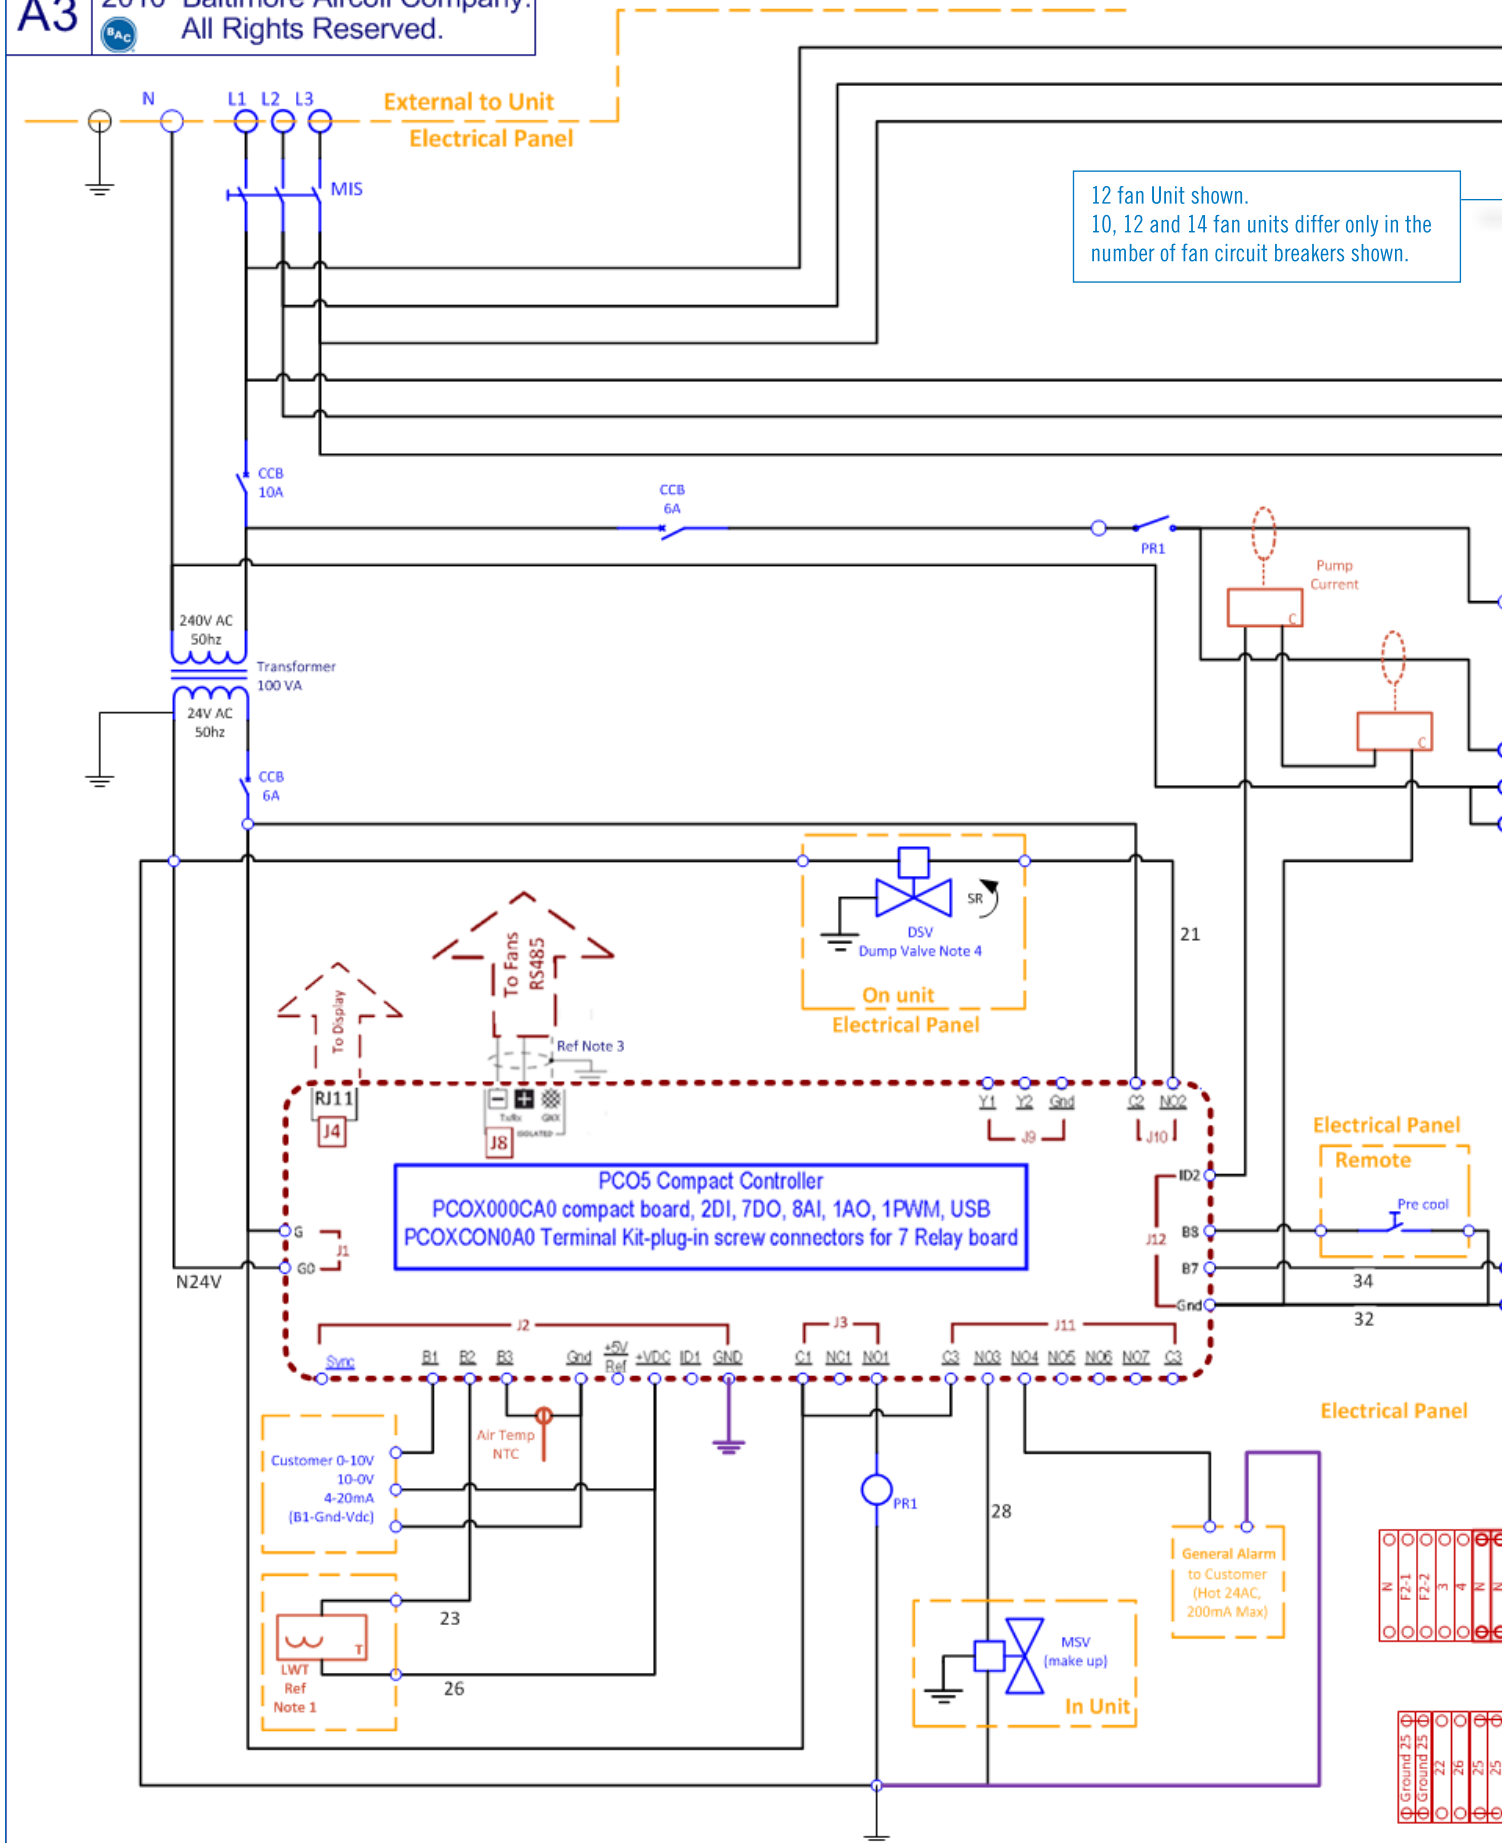 A3
2016 Baltimore Aircoil Company.
All Rights Reserved.
BAC
N
L1
L2
L3
External to Unit
Electrical Panel
MIS
12 fan Unit shown.
10, 12 and 14 fan units differ only in the
number of fan circuit breakers shown.
CCB
10A
CCB
6A
PR1
Pump
Current
C
240V AC
50hz
Transformer
100 VA
24V AC
50hz
C
CCB
6A
SR
DSV
Dump Valve Note 4
On unit
Electrical Panel
21
To Fans
RS485
To Display
Ref Note 3
RJ11
J4
Tx/Rx
GNX
ISOLATED
J8
Y1
Y2
Gnd
J9
C2
NO2
J10
PCO5 Compact Controller
PCOX000CA0 compact board, 2DI, 7DO, 8AI, 1AO, 1PWM, USB
PCOXCON0A0 Terminal Kit-plug-in screw connectors for 7 Relay board
G
J1
G0
N24V
ID2
B8
J12
B7
Gnd
Electrical Panel
Remote
Pre cool
34
32
J2
J3
J11
Sync
B1
B2
B3
Gnd
+5V
Ref
+VDC
ID1
GND
C1
NC1
NO1
C3
NO3
NO4
NO5
NO6
NO7
C3
Electrical Panel
Customer 0-10V
10-0V
4-20mA
(B1-Gnd-Vdc)
Air Temp
NTC
PR1
28
General Alarm
to Customer
(Hot 24AC,
200mA Max)
23
T
LWT
Ref
Note 1
26
MSV
(make up)
In Unit
N
F2-1
F2-2
3
4
N
N
Ground 25
Ground 25
22
26
25
25